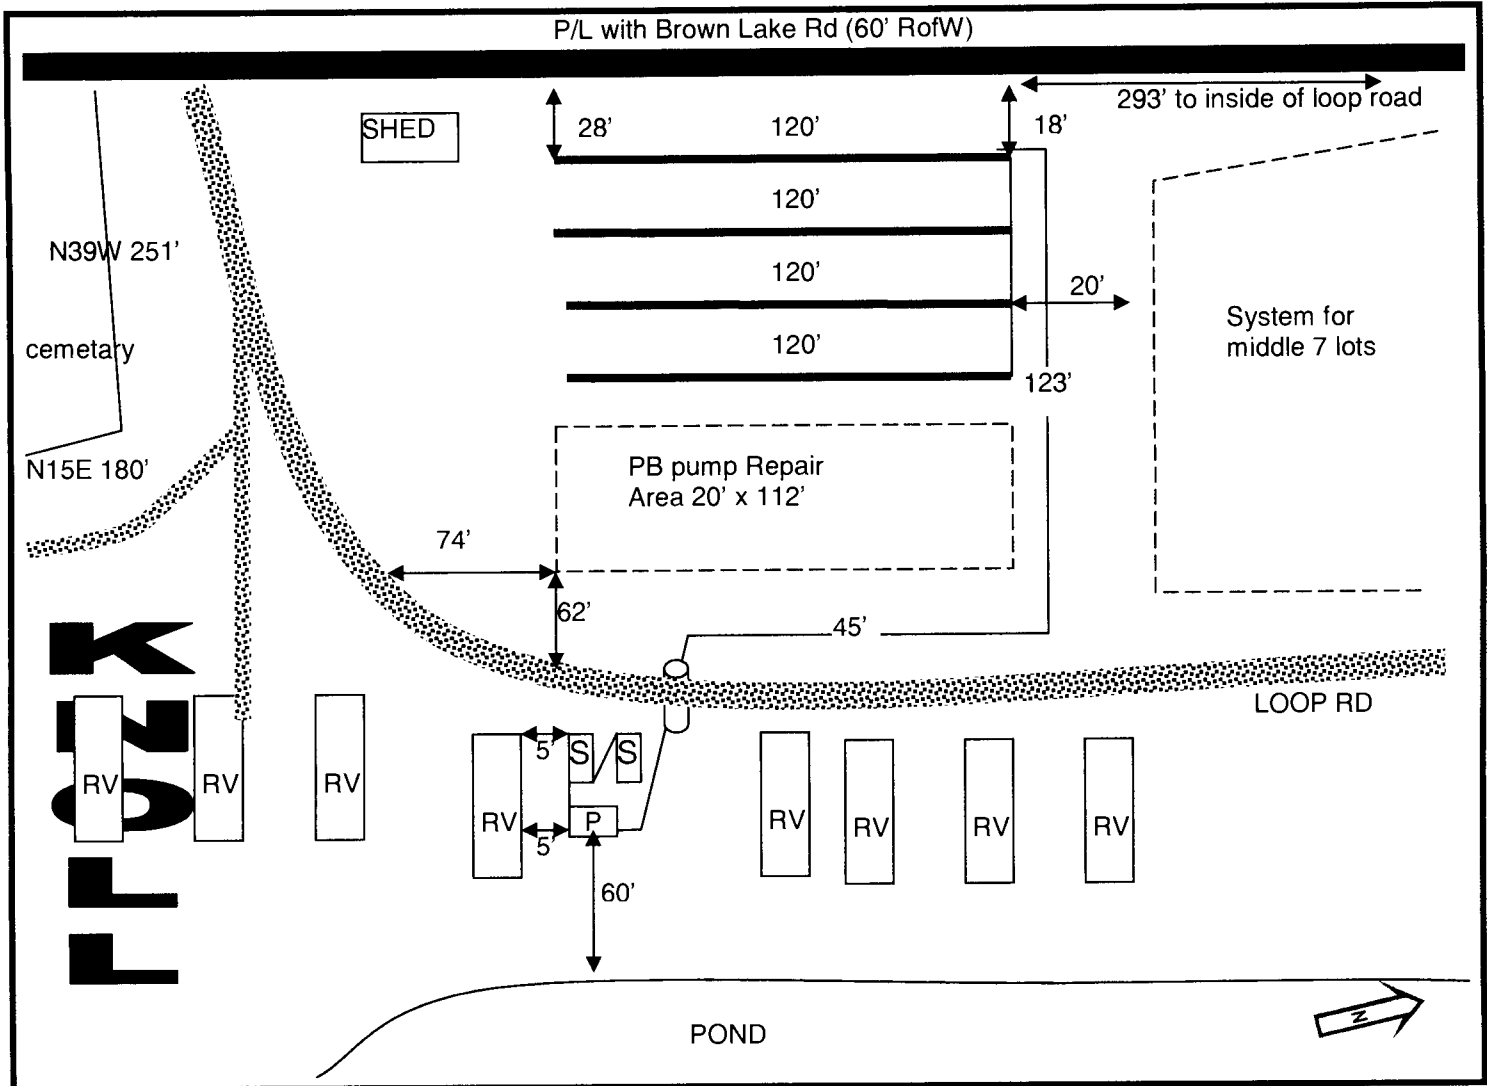 P/L with Brown Lake Rd (60' RofW)
293' to inside of loop road
SHED
28'
120'
18'
120'
N39W 251'
120'
20'
System for
middle 7 lots
cemetary
120'
123'
N15E 180'
PB pump Repair
Area 20' x 112'
74'
62'
45'
KNOLL
LOOP RD
5'
S
S
RV
RV
RV
RV
P
RV
RV
RV
RV
5'
60'
N
POND